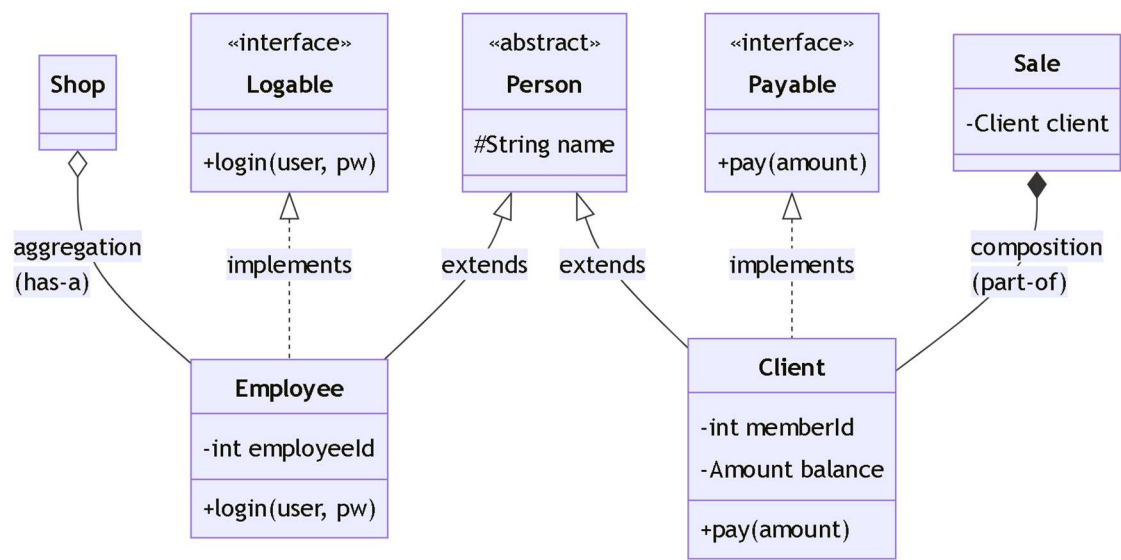 Shop
«interface»
Logable
+login(user, pw)
«abstract»
Person
#String name
«interface»
Payable
+pay(amount)
Sale
-Client client
aggregation
(has-a)
implements
extends
extends
implements
composition
(part-of)
Employee
-int employeeId
+login(user, pw)
Client
-int memberId
-Amount balance
+pay(amount)